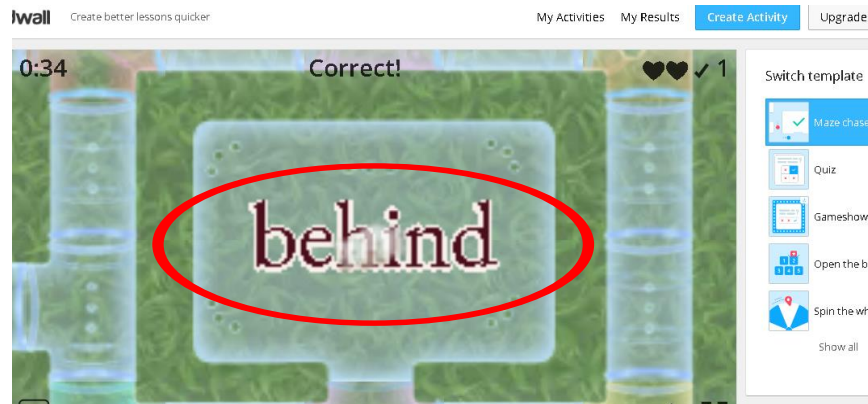 Create better lessons quicker
My Activities My Results Create Activity Upgrade
0:34 Correct! 1
Switch template
Maze chase
Quiz
Gameshow
behind
Open the b
Spin the wh
Show all